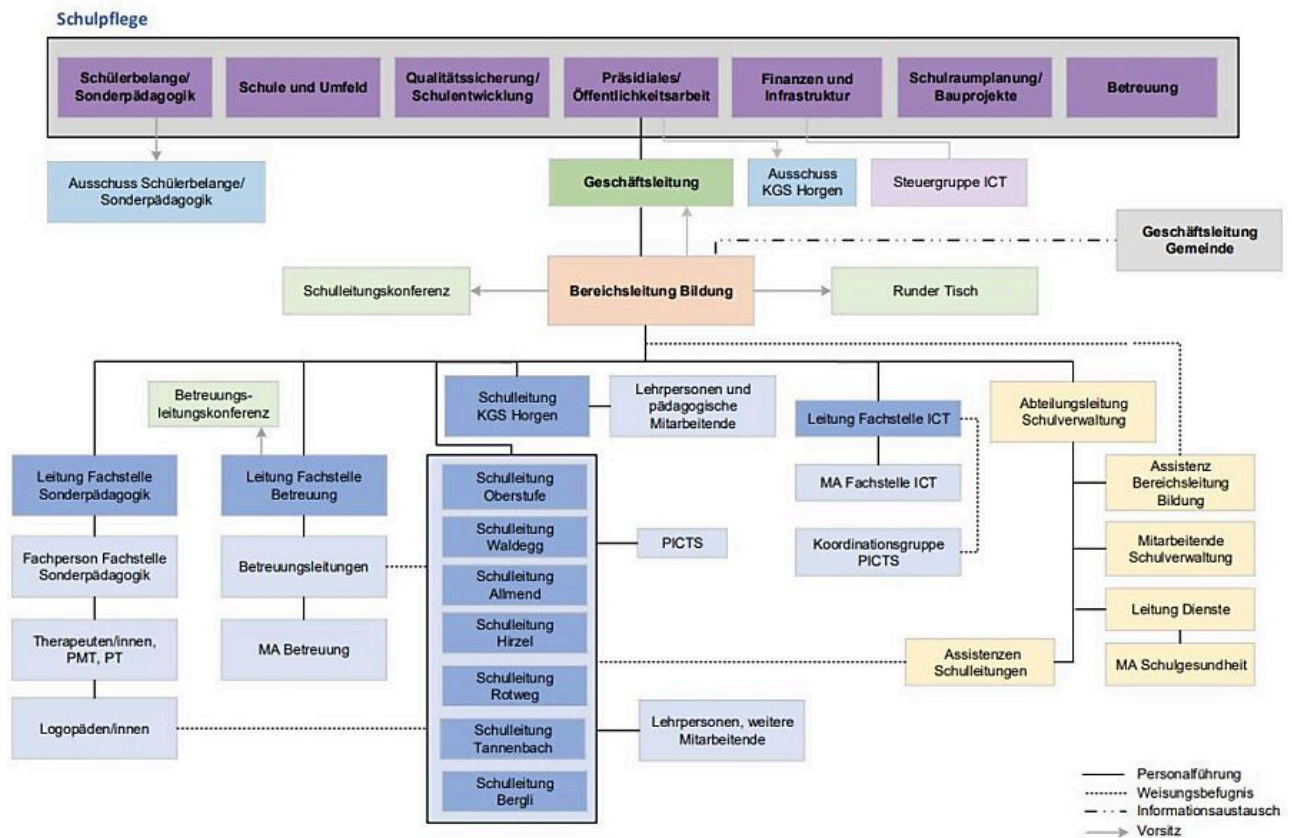 Schulpflege
Schülerbelange/
Sonderpädagogik
Schule und Umfeld
Qualitätssicherung/
Schulentwicklung
Präsidiales/
Öffentlichkeitsarbeit
Finanzen und
Infrastruktur
Schulraumplanung/
Bauprojekte
Betreuung
Ausschuss Schülerbelange/
Sonderpädagogik
Geschäftsleitung
Ausschuss
KGS Horgen
Steuergruppe ICT
Geschäftsleitung
Gemeinde
Schulleitungskonferenz
Bereichsleitung Bildung
Runder Tisch
Betreuungs-
leitungskonferenz
Schulleitung
KGS Horgen
Lehrpersonen und
pädagogische
Mitarbeitende
Leitung Fachstelle ICT
Abteilungsleitung
Schulverwaltung
Leitung Fachstelle
Sonderpädagogik
Leitung Fachstelle
Betreuung
Schulleitung
Oberstufe
MA Fachstelle ICT
Assistenz
Bereichsleitung
Bildung
Fachperson Fachstelle
Sonderpädagogik
Betreuungsleitungen
Schulleitung
Waldegg
PICTS
Koordinationsgruppe
PICTS
Mitarbeitende
Schulverwaltung
Schulleitung
Allmend
Leitung Dienste
Therapeuten/innen,
PMT, PT
MA Betreuung
Schulleitung
Hirzel
Assistenzen
Schulleitungen
MA Schulgesundheit
Schulleitung
Rotweg
Logopäden/innen
Schulleitung
Tannenbach
Lehrpersonen, weitere
Mitarbeitende
Schulleitung
Bergli
Personalführung
Weisungsbefugnis
Informationsaustausch
Vorsitz